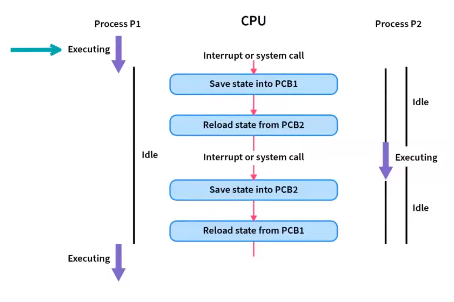 Process P1
CPU
Process P2
Executing
Interrupt or system call
Save state into PCB1
Idle
Reload state from PCB2
Idle
Interrupt or system call
Executing
Save state into PCB2
Idle
Reload state from PCB1
Executing